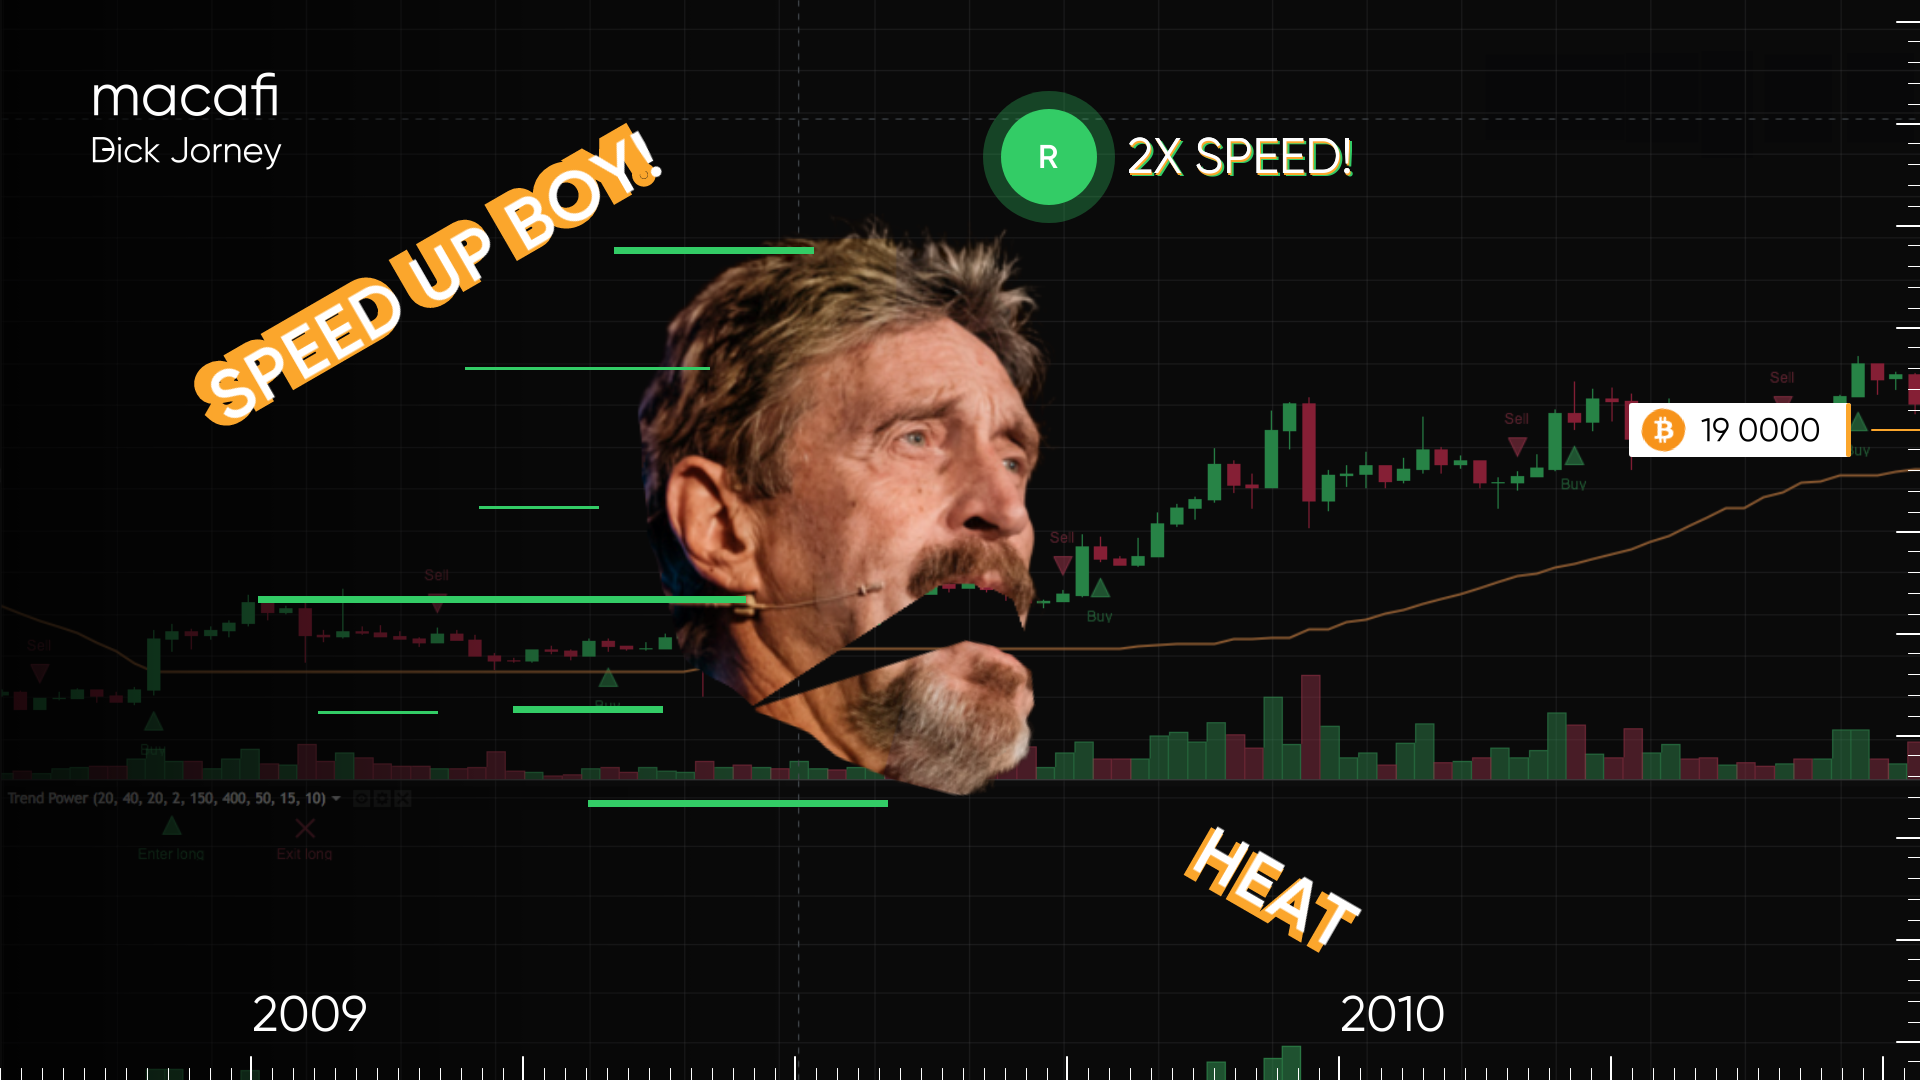 macafi
Dick Jorney
SPEED UP BOY!
R
2X SPEED!
Sell
Sell
Sell
19 0000
Buy
Buy
Sell
Sell
Buy
Sell
Buy
Buy
Buy
Trend Power (20, 40, 20, 2, 150, 400, 50, 15, 10)
Enter long
Exit long
HEAT
2009
2010